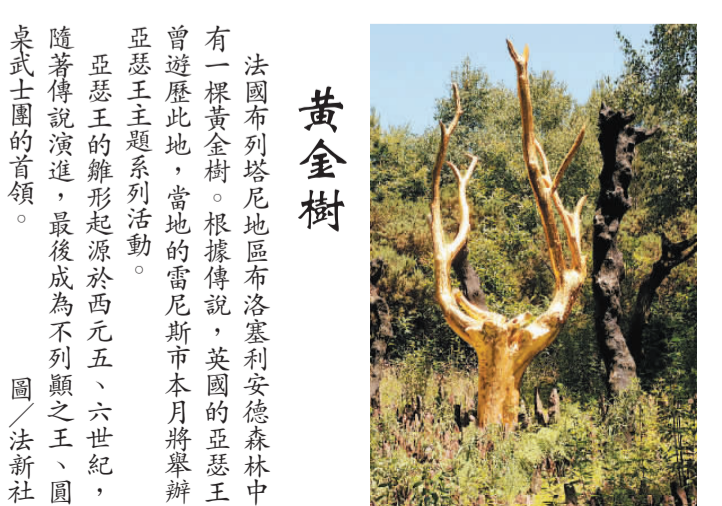 黃金樹
法國布列塔尼地區布洛塞利安德森林中
有一棵黃金樹。根據傳說，英國的亞瑟王
曾遊歷此地，當地的雷尼斯市本月將舉辦
亞瑟王主題系列活動。
亞瑟王的雛形起源於西元五、六世紀，
隨著傳說演進，最後成為不列顛之王、圓
桌武士團的首領。
圖／法新社